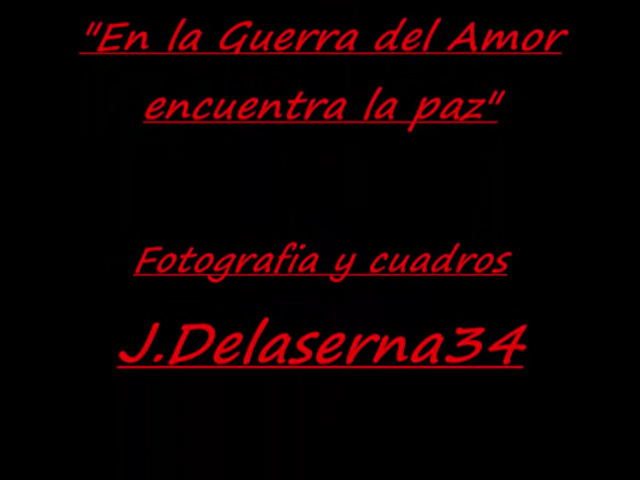 "En la Guerra del Amor
encuentra la paz"
Fotografia y cuadros
J.Delaserna34